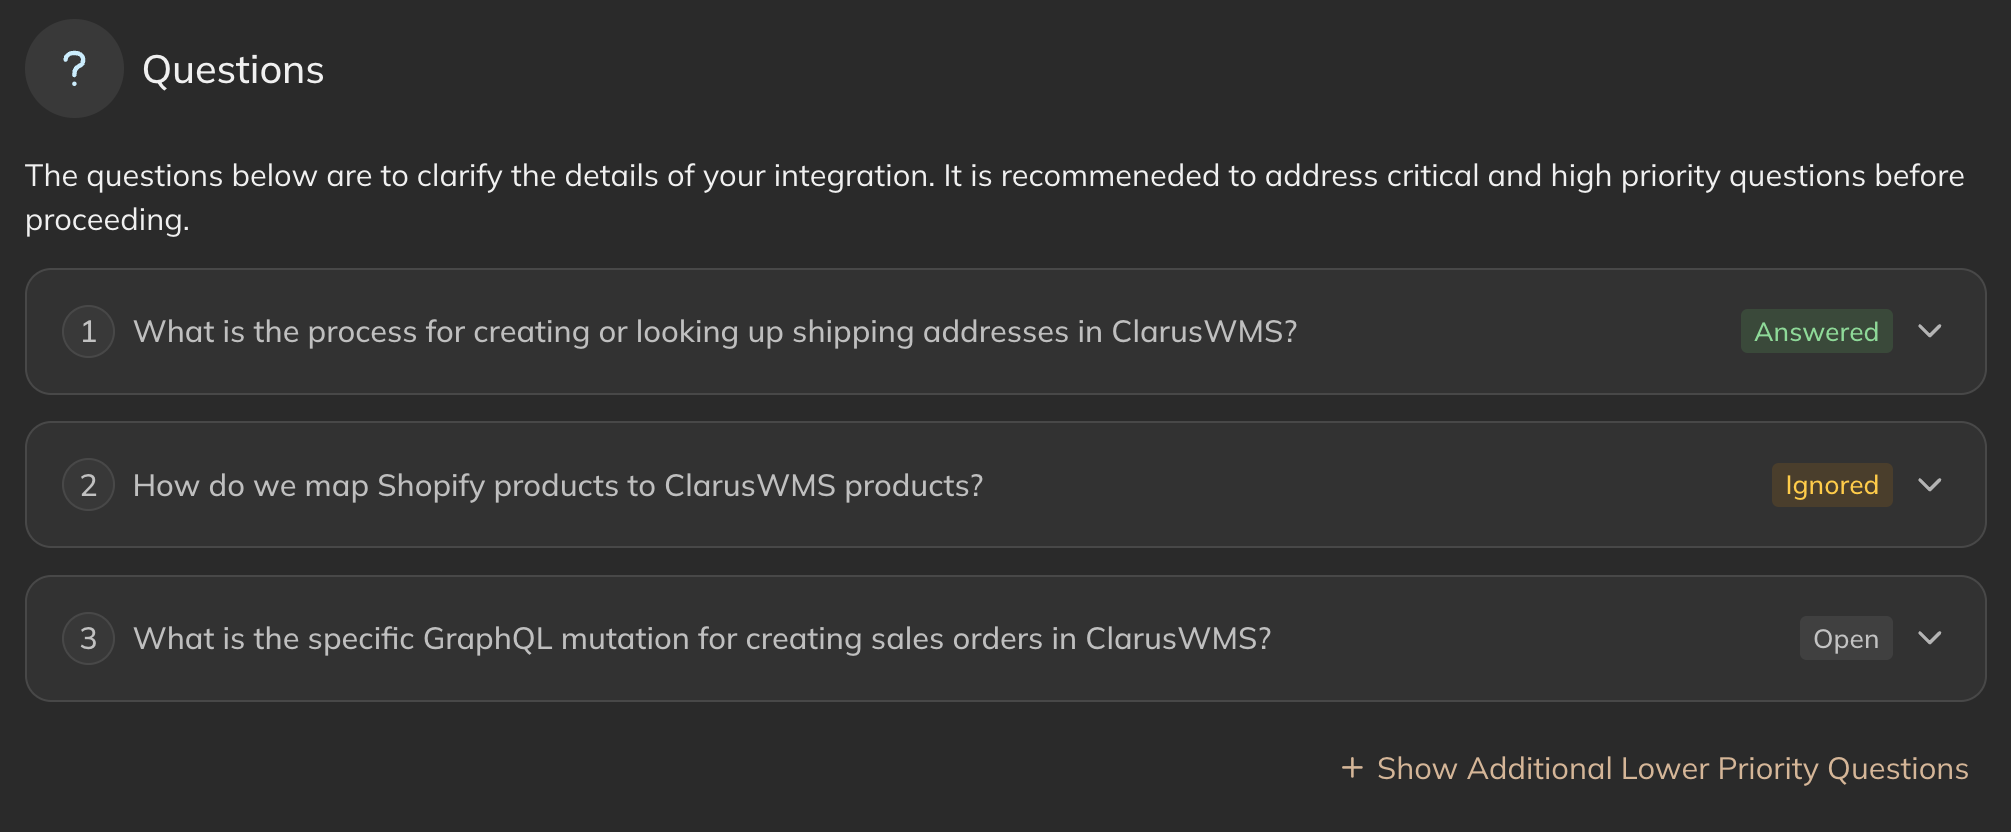 ?
Questions
The questions below are to clarify the details of your integration. It is recommeneded to address critical and high priority questions before
proceeding.
1 What is the process for creating or looking up shipping addresses in ClarusWMS? Answered
2 How do we map Shopify products to ClarusWMS products? Ignored
3 What is the specific GraphQL mutation for creating sales orders in ClarusWMS? Open
+ Show Additional Lower Priority Questions